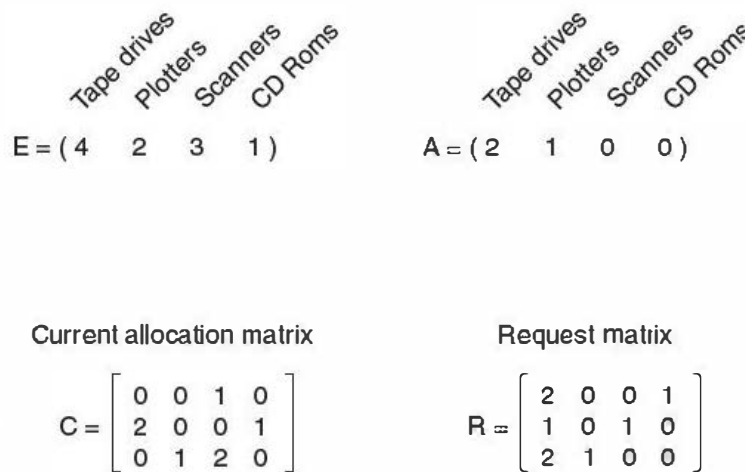 Tape drives
Plotters
Scanners
CD Roms
E = ( 4 2 3 1 )
Tape drives
Plotters
Scanners
CD Roms
A = ( 2 1 0 0 )
Current allocation matrix
C = [ 0 0 1 0
2 0 0 1
0 1 2 0 ]
Request matrix
R = [ 2 0 0 1
1 0 1 0
2 1 0 0 ]